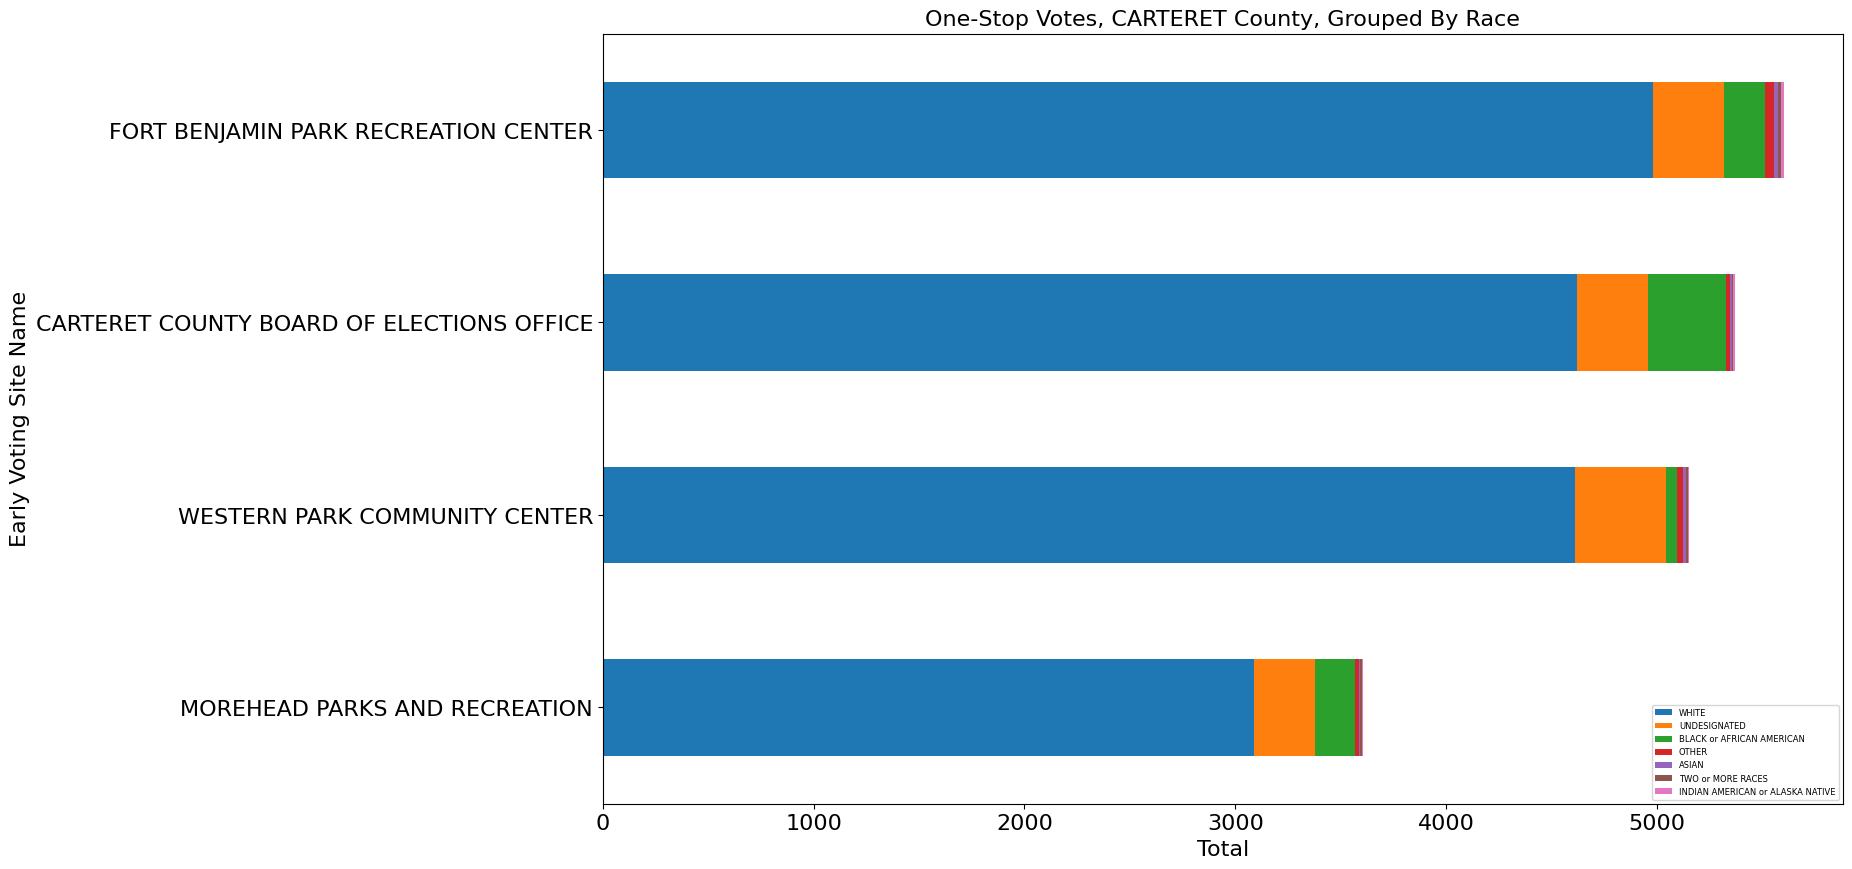 One-Stop Votes, CARTERET County, Grouped By Race
Early Voting Site Name
FORT BENJAMIN PARK RECREATION CENTER
CARTERET COUNTY BOARD OF ELECTIONS OFFICE
WESTERN PARK COMMUNITY CENTER
MOREHEAD PARKS AND RECREATION
WHITE
UNDESIGNATED
BLACK or AFRICAN AMERICAN
OTHER
ASIAN
TWO or MORE RACES
INDIAN AMERICAN or ALASKA NATIVE
0 1000 2000 3000 4000 5000
Total